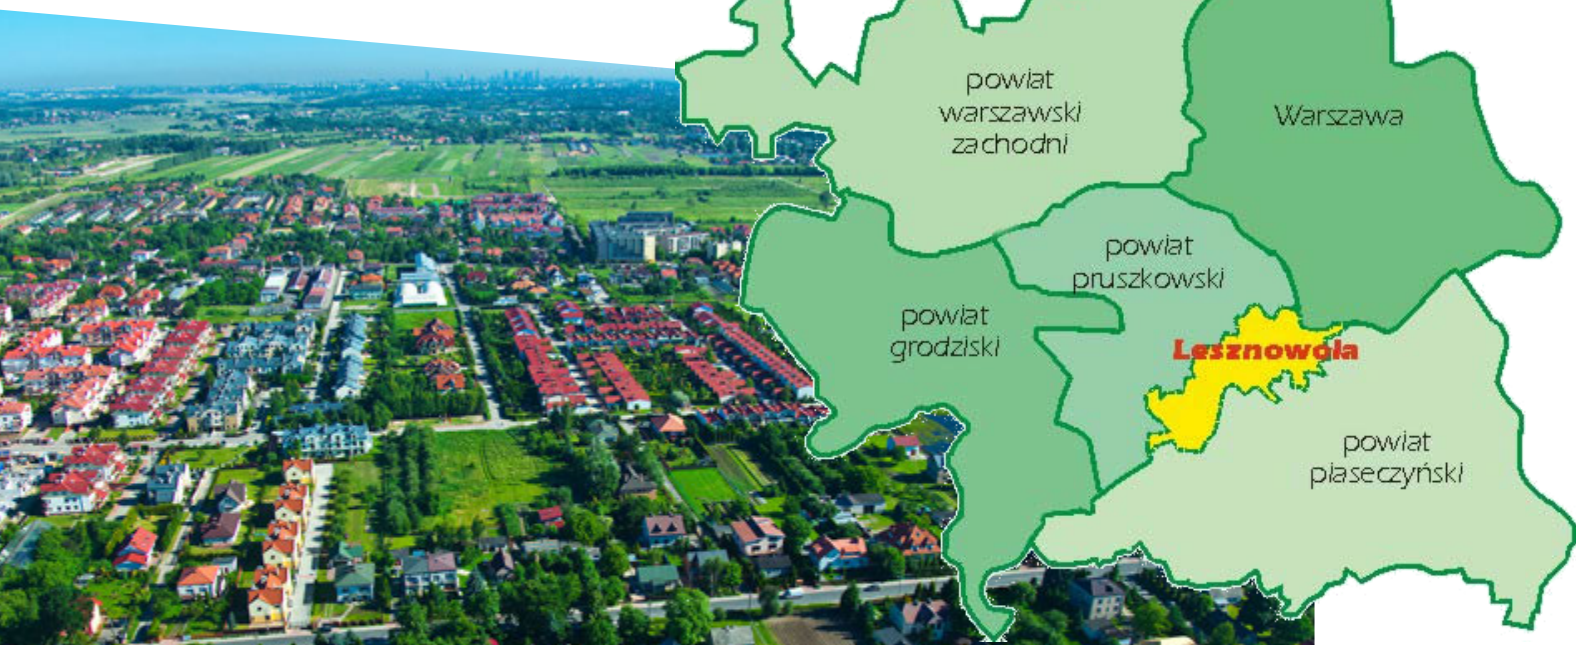 powiat
warszawski
zachodni
Warszawa
powiat
pruszkowski
powiat
grodziski
Lesznowola
powiat
piaseczyński